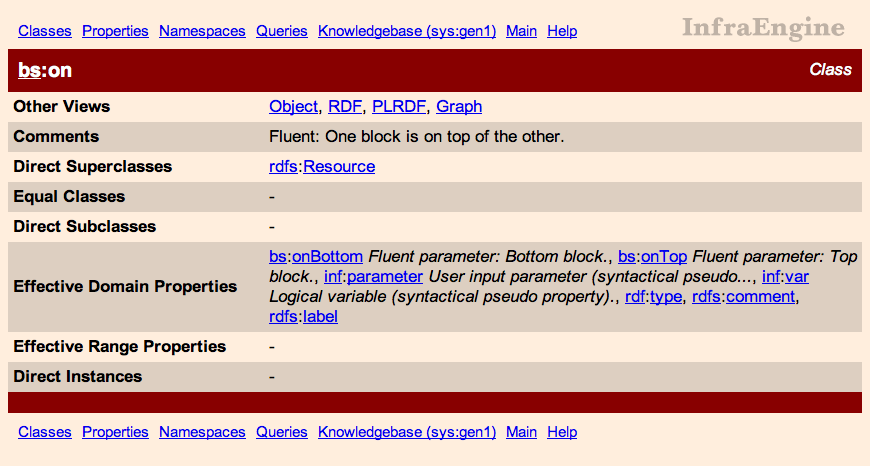 Classes Properties Namespaces Queries Knowledgebase (sys:gen1) Main Help InfraEngine
bs:on Class
Other Views Object, RDF, PLRDF, Graph
Comments Fluent: One block is on top of the other.
Direct Superclasses rdfs:Resource
Equal Classes -
Direct Subclasses -
Effective Domain Properties
bs:onBottom Fluent parameter: Bottom block., bs:onTop Fluent parameter: Top
block., inf:parameter User input parameter (syntactical pseudo..., inf:var
Logical variable (syntactical pseudo property)., rdf:type, rdfs:comment,
rdfs:label
Effective Range Properties -
Direct Instances -
Classes Properties Namespaces Queries Knowledgebase (sys:gen1) Main Help